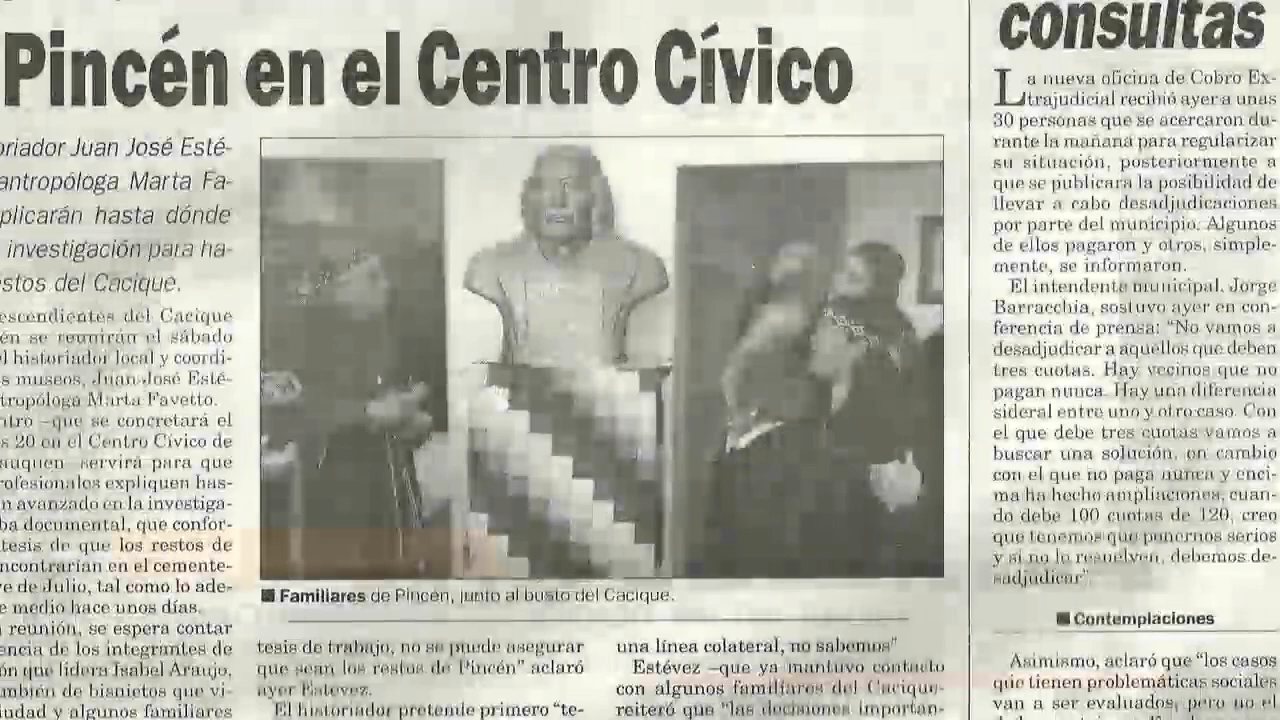 Pincén en el Centro Cívico
oriador Juan José Esté-
antropóloga Marta Fa-
plicarán hasta dónde
investigación para ha-
stos del Cacique.
escendientes del Cacique
én se reunirán el sábado
l historiador local y coordi-
s museos, Juan José Esté-
tropóloga Marta Favetto.
ntro –que se concretará el
s 20 en el Centro Cívico de
auquen servirá para que
rofesionales expliquen has-
n avanzado en la investiga-
ba documental, que confor-
tesis de que los restos de
ncontrarían en el cemente-
ve de Julio, tal como lo ade-
e medio hace unos días.
reunión, se espera contar
encia de los integrantes de
ón que lidera Isabel Araujo,
mbién de bisnietos que vi-
iudad y algunos familiares
■ Familiares de Pincén, junto al busto del Cacique.
tesis de trabajo, no se puede asegurar
que sean los restos de Pincén" aclaró
ayer Estevez.
El historiador pretende primero "te-
una línea colateral, no sabemos"
Estévez –que ya mantuvo contacto
con algunos familiares del Cacique-
reiteró que "las decisiones importan-
consultas
La nueva oficina de Cobro Ex-
trajudicial recibió ayer a unas
30 personas que se acercaron du-
rante la mañana para regularizar
su situación, posteriormente a
que se publicara la posibilidad de
llevar a cabo desadjudicaciones
por parte del municipio. Algunos
de ellos pagaron y otros, simple-
mente, se informaron.
El intendente municipal, Jorge
Barracchia, sostuvo ayer en con-
ferencia de prensa: "No vamos a
desadjudicar a aquellos que deben
tres cuotas. Hay vecinos que no
pagan nunca. Hay una diferencia
sideral entre uno y otro caso. Con
el que debe tres cuotas vamos a
buscar una solución, en cambio
con el que no paga nunca y enci-
ma ha hecho ampliaciones, cuan-
do debe 100 cuotas de 120, creo
que tenemos que ponernos serios
y si no lo resuelven, debemos de-
sadjudicar".
■ Contemplaciones
Asimismo, aclaró que "los casos
que tienen problemáticas sociales
van a ser evaluados, pero no el